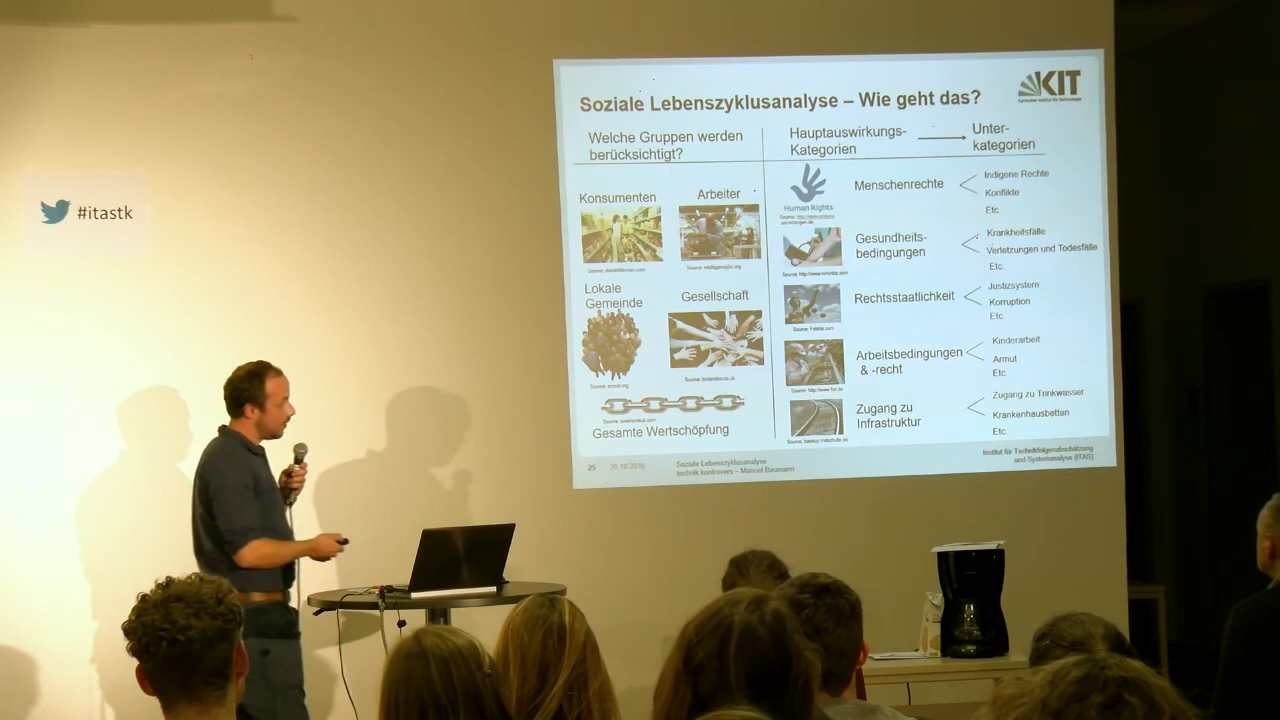 #itastk
Soziale Lebenszyklusanalyse – Wie geht das?
KIT
Welche Gruppen werden
berücksichtigt?
Hauptauswirkungs-
Kategorien
Unter-
kategorien
Konsumenten
Arbeiter
Lokale
Gemeinde
Gesellschaft
Gesamte Wertschöpfung
Human Rights
Menschenrechte
Indigene Rechte
Konflikte
Etc.
Gesundheits-
bedingungen
Krankheitsfälle
Verletzungen und Todesfälle
Etc.
Rechtsstaatlichkeit
Justizsystem
Korruption
Etc.
Arbeitsbedingungen
& -recht
Kinderarbeit
Armut
Etc.
Zugang zu
Infrastruktur
Zugang zu Trinkwasser
Krankenhausbetten
Etc.
25
Soziale Lebenszyklusanalyse
technik kontrovers – Manuel Baumann
Institut für Technikfolgenabschätzung
und Systemanalyse (ITAS)